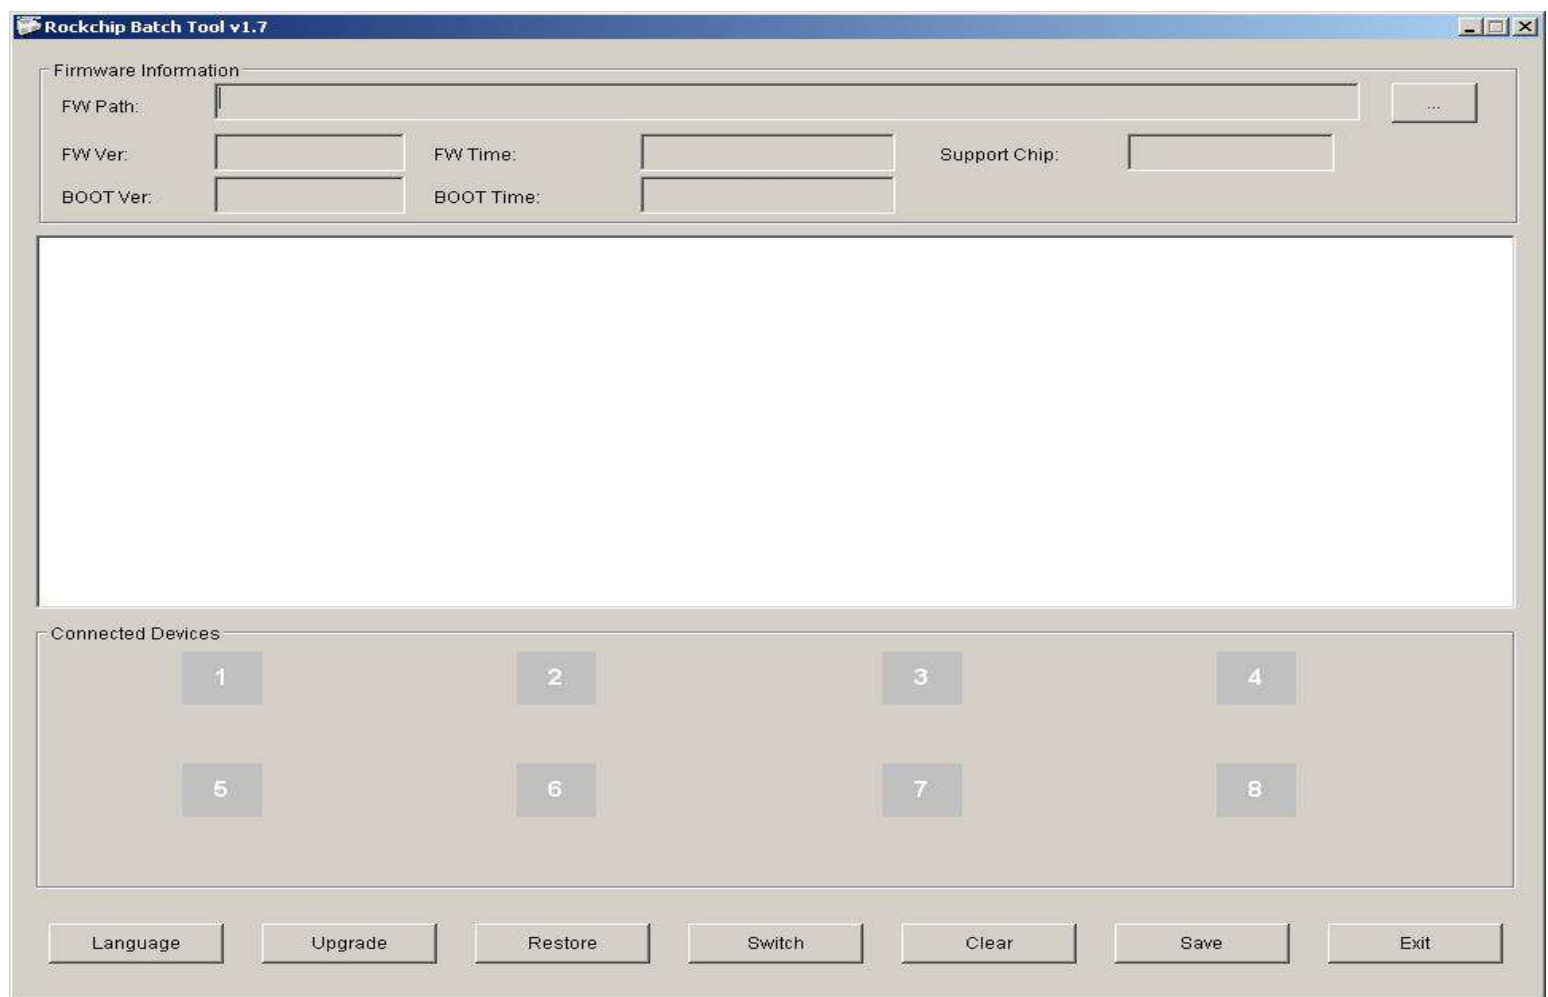 Rockchip Batch Tool v1.7
Firmware Information
FW Path: ...
FW Ver: FW Time: Support Chip:
BOOT Ver: BOOT Time:
Connected Devices
1 2 3 4
5 6 7 8
Language Upgrade Restore Switch Clear Save Exit